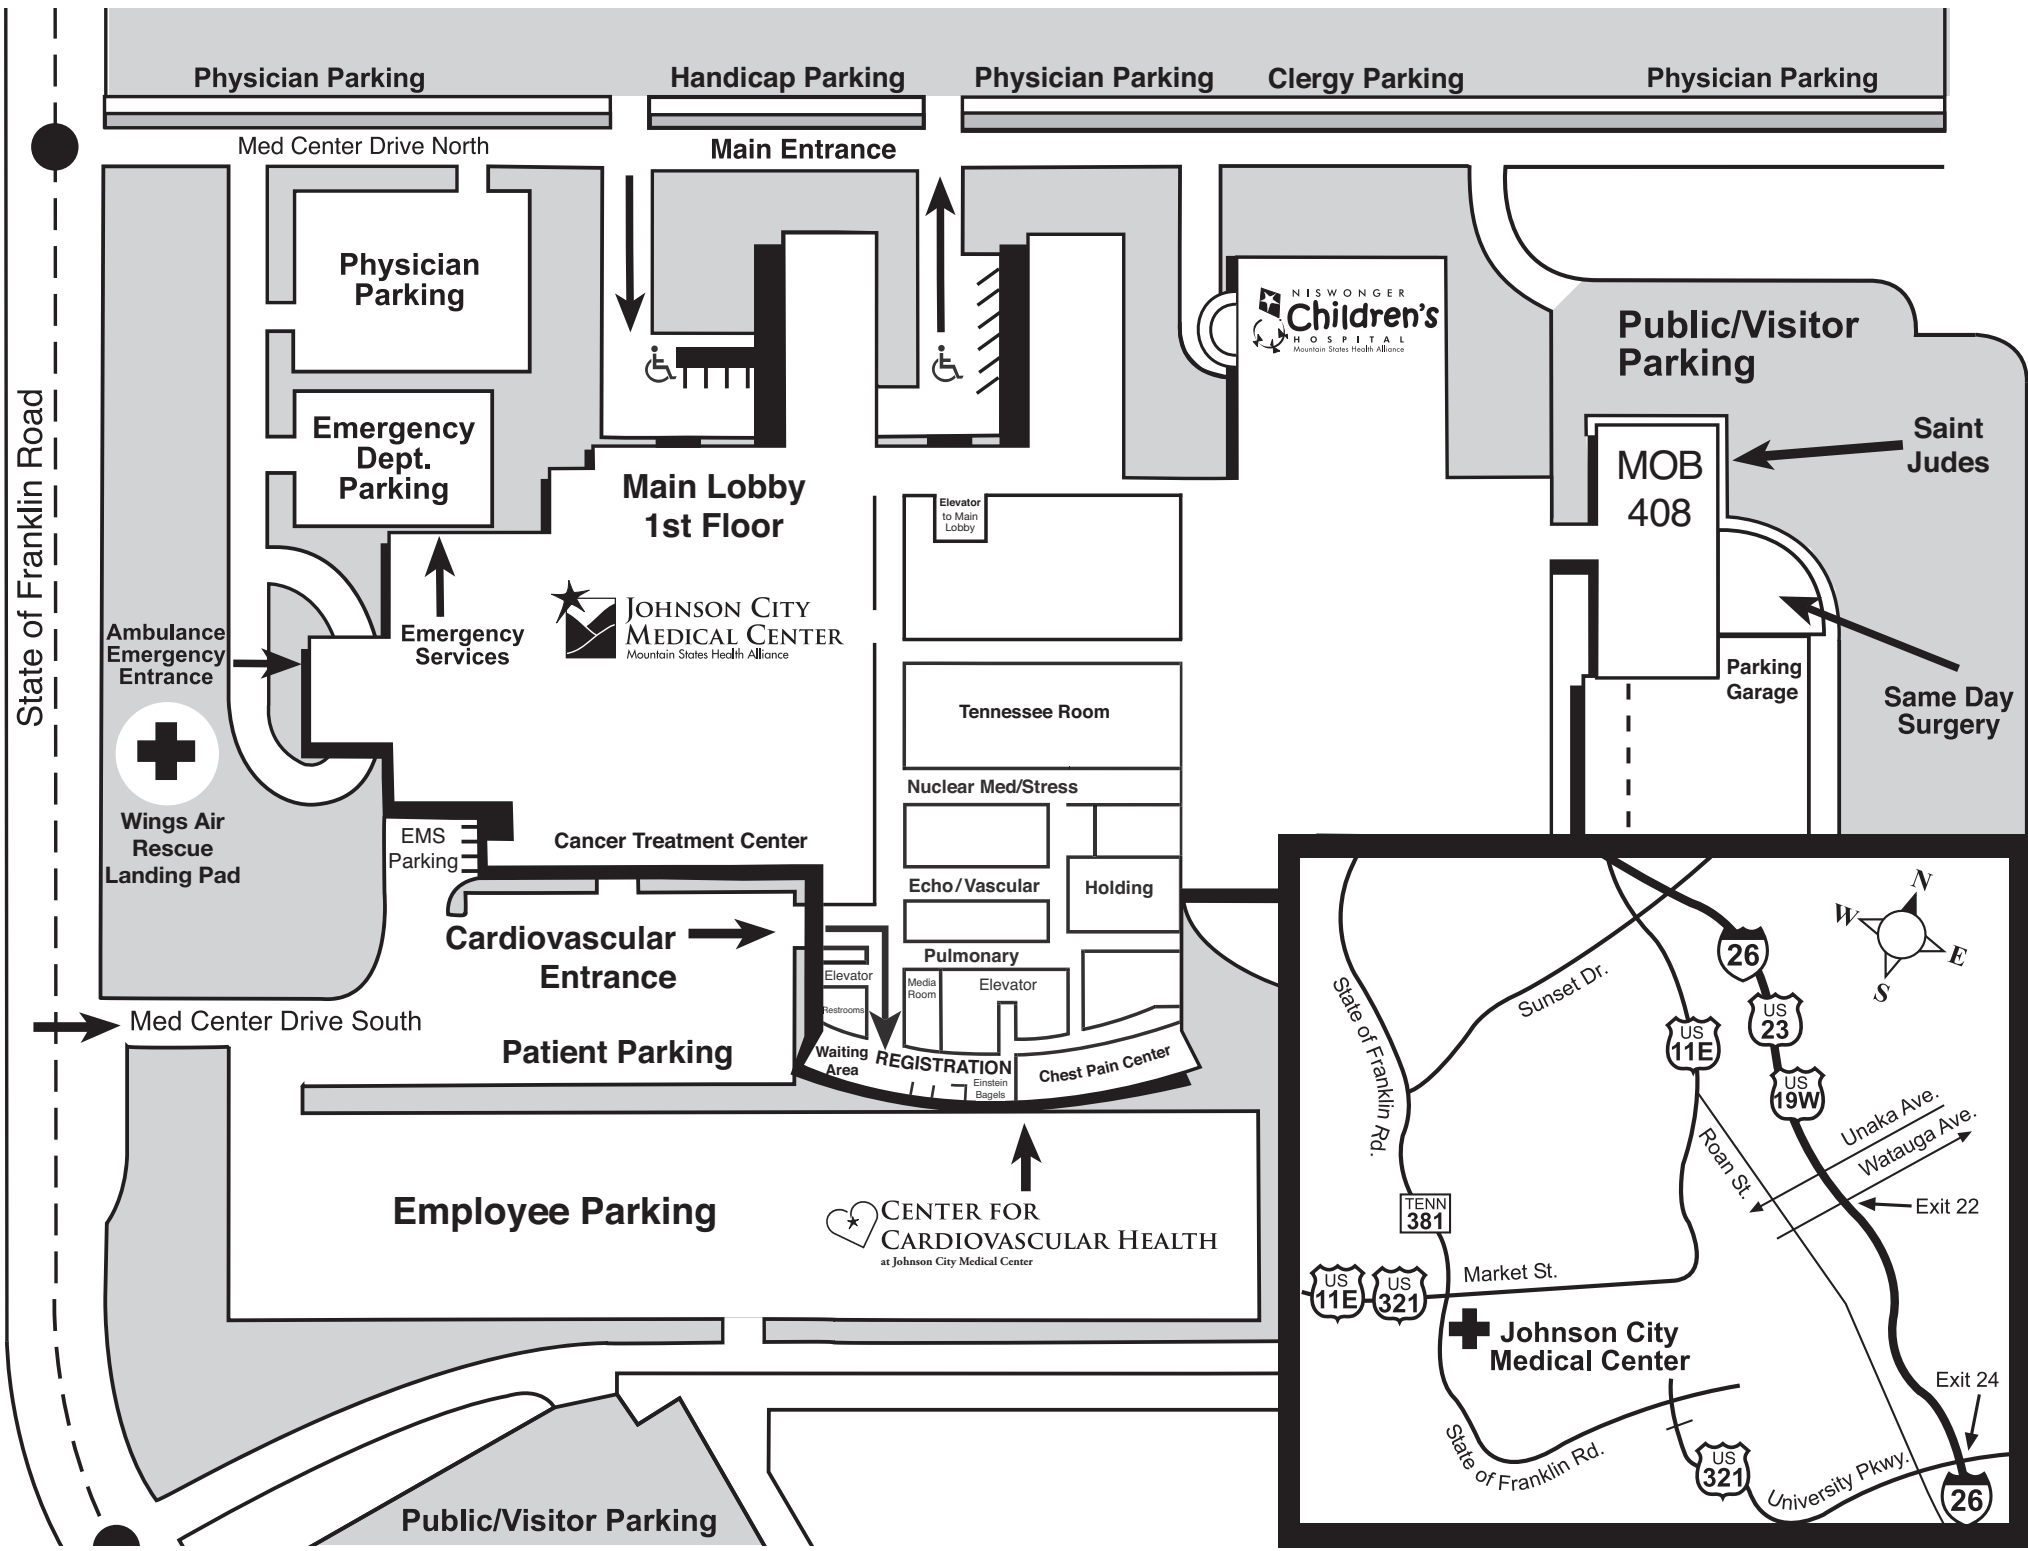 Physician Parking
Handicap Parking
Physician Parking
Clergy Parking
Physician Parking
Med Center Drive North
Main Entrance
Physician
Parking
NISWONGER
Children's
HOSPITAL
Mountain States Health Alliance
Public/Visitor
Parking
State of Franklin Road
Emergency
Dept.
Parking
Saint
Judes
MOB
408
Main Lobby
1st Floor
Elevator
to Main
Lobby
Ambulance
Emergency
Entrance
Emergency
Services
JOHNSON CITY
MEDICAL CENTER
Mountain States Health Alliance
Parking
Garage
Same Day
Surgery
Tennessee Room
Nuclear Med/Stress
Wings Air
Rescue
Landing Pad
EMS
Parking
Cancer Treatment Center
Echo/Vascular
Holding
Cardiovascular
Entrance
Pulmonary
Elevator
Restrooms
Media
Room
Elevator
Med Center Drive South
Patient Parking
Waiting
Area
REGISTRATION
Einstein
Bagels
Chest Pain Center
Employee Parking
CENTER FOR
CARDIOVASCULAR HEALTH
at Johnson City Medical Center
Public/Visitor Parking
N
W
E
S
26
Sunset Dr.
State of Franklin Rd.
US
23
US
11E
US
19W
Unaka Ave.
Watauga Ave.
Roan St.
TENN
381
Exit 22
Market St.
US
11E
US
321
Johnson City
Medical Center
Exit 24
State of Franklin Rd.
US
321
University Pkwy.
26